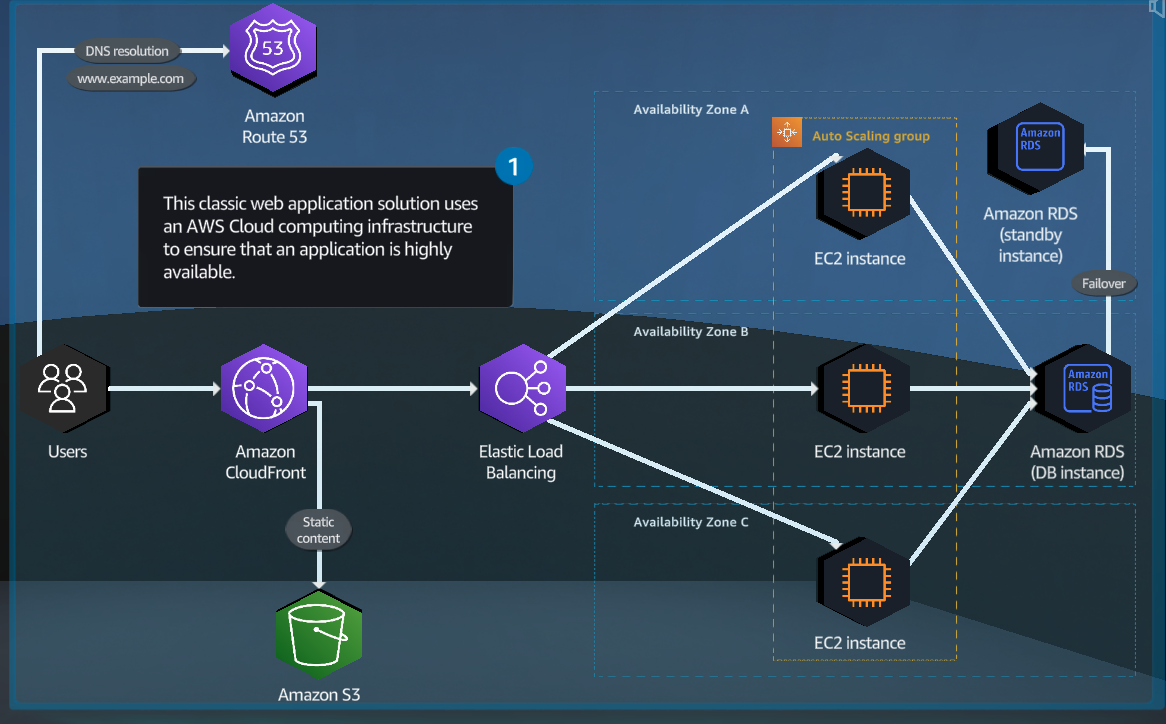 DNS resolution
www.example.com
53
Amazon
Route 53
1
This classic web application solution uses
an AWS Cloud computing infrastructure
to ensure that an application is highly
available.
Availability Zone A
Auto Scaling group
EC2 instance
Amazon
RDS
Amazon RDS
(standby
instance)
Failover
Availability Zone B
Users
Amazon
CloudFront
Elastic Load
Balancing
EC2 instance
Amazon
RDS
Amazon RDS
(DB instance)
Static
content
Availability Zone C
EC2 instance
Amazon S3